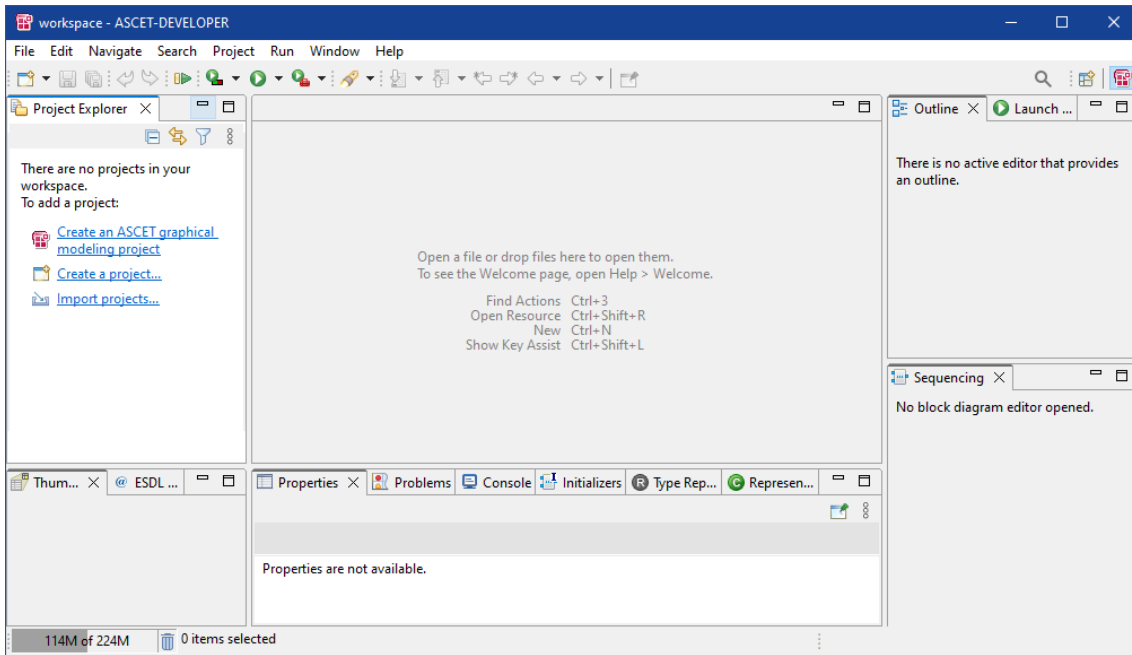 workspace - ASCET-DEVELOPER
File Edit Navigate Search Project Run Window Help
Project Explorer
There are no projects in your
workspace.
To add a project:
Create an ASCET graphical
modeling project
Create a project...
Import projects...
Open a file or drop files here to open them.
To see the Welcome page, open Help > Welcome.
Find Actions Ctrl+3
Open Resource Ctrl+Shift+R
New Ctrl+N
Show Key Assist Ctrl+Shift+L
Outline Launch ...
There is no active editor that provides
an outline.
Sequencing
No block diagram editor opened.
Thum... @ ESDL ...
Properties Problems Console Initializers R Type Rep... C Represen...
Properties are not available.
114M of 224M 0 items selected